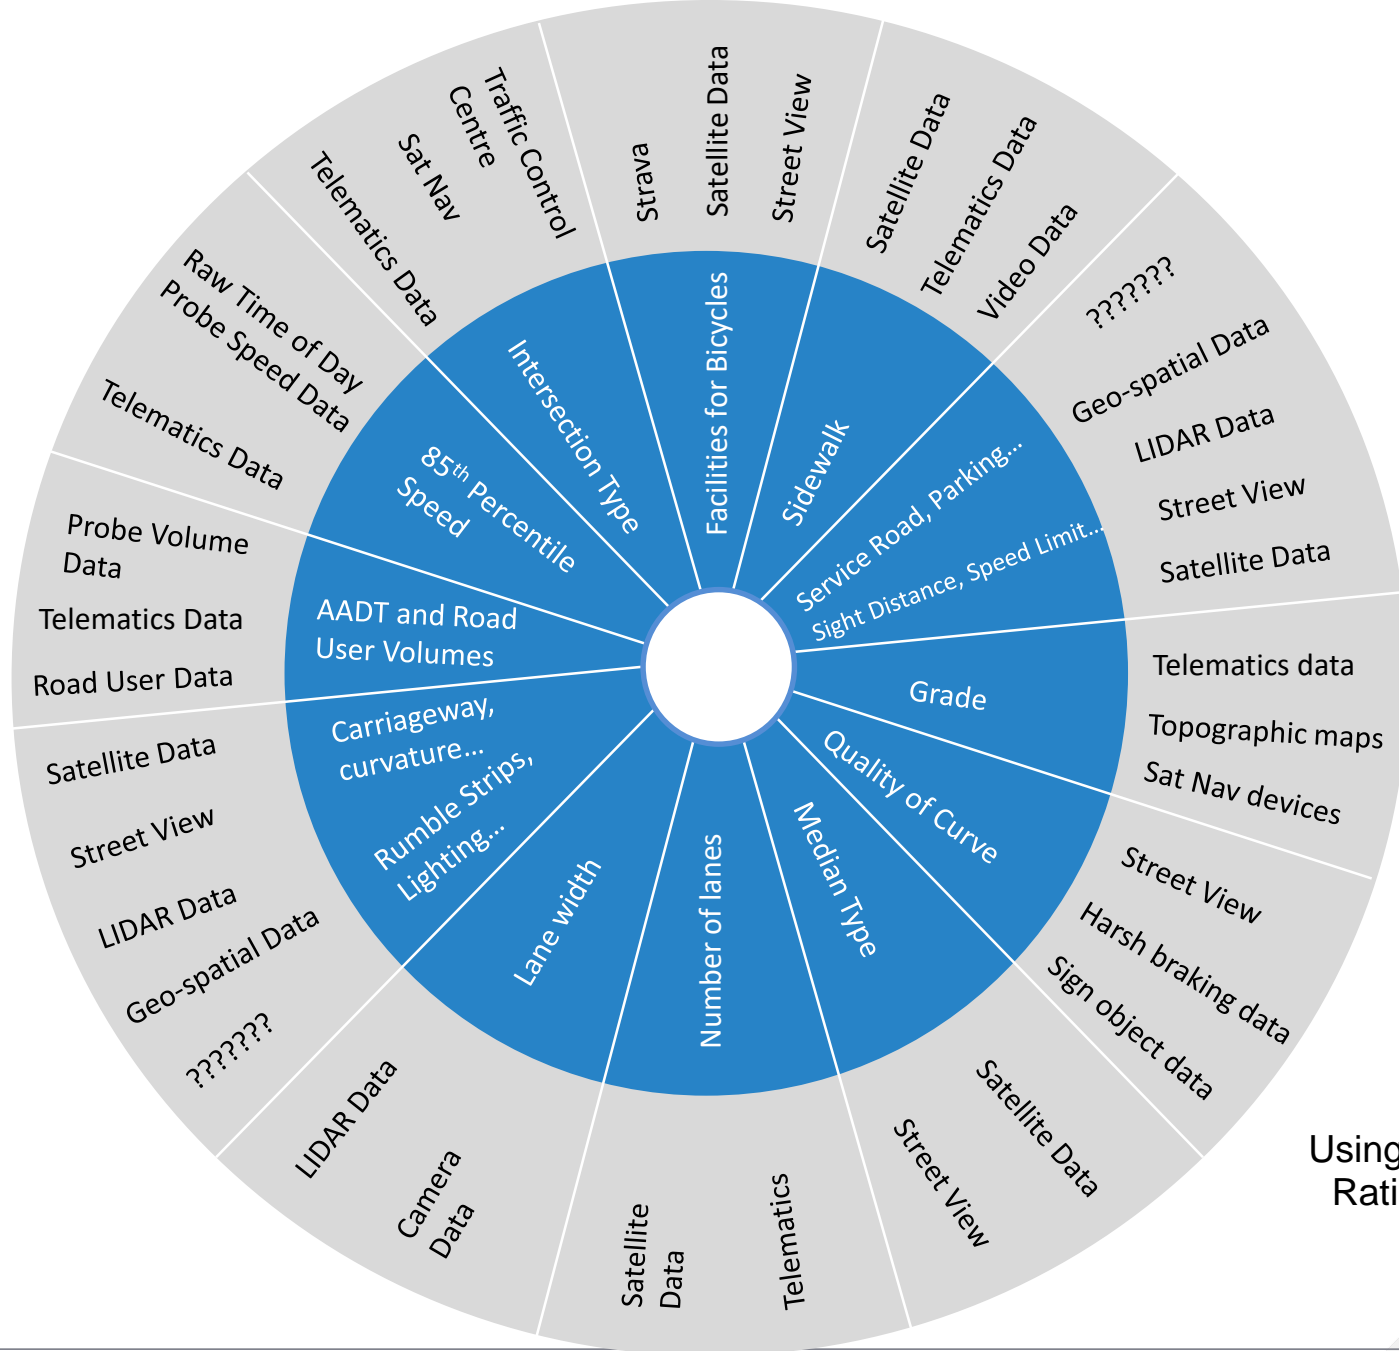 Facilities for Bicycles
Strava
Satellite Data
Street View
Sidewalk
Satellite Data
Telematics Data
Video Data
Service Road, Parking...
Sight Distance, Speed Limit...
???????
Geo-spatial Data
LIDAR Data
Street View
Satellite Data
Grade
Telematics data
Topographic maps
Sat Nav devices
Quality of Curve
Street View
Harsh braking data
Sign object data
Median Type
Satellite Data
Street View
Number of lanes
Telematics
Satellite
Data
Lane width
Camera
Data
LIDAR Data
Carriageway,
curvature...
Rumble Strips,
Lighting...
Satellite Data
Street View
LIDAR Data
Geo-spatial Data
???????
AADT and Road
User Volumes
Probe Volume
Data
Telematics Data
Road User Data
85th Percentile
Speed
Raw Time of Day
Probe Speed Data
Telematics Data
Intersection Type
Traffic Control
Centre
Sat Nav
Telematics Data
Using
Rati